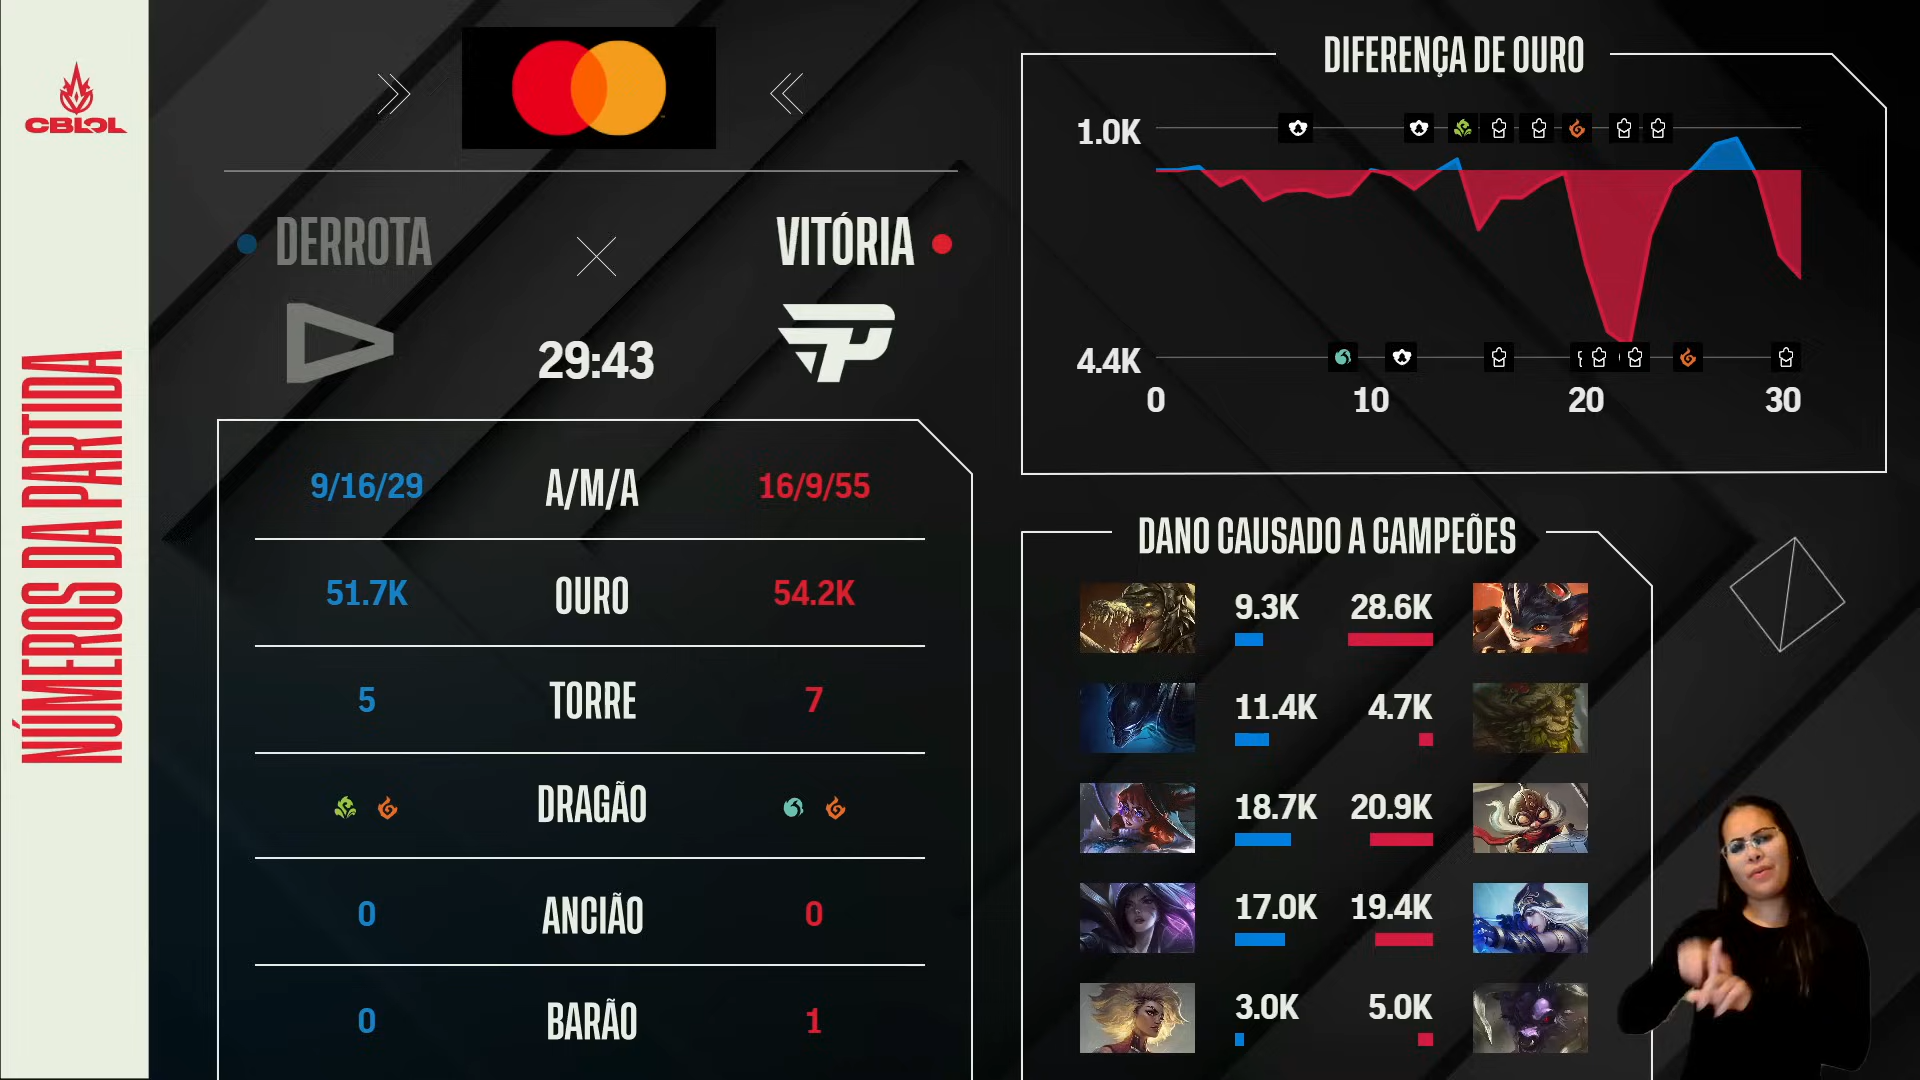 CBLOL
NÚMEROS DA PARTIDA
DERROTA
VITÓRIA
29:43
9/16/29 A/M/A 16/9/55
51.7K OURO 54.2K
5 TORRE 7
DRAGÃO
0 ANCIÃO 0
0 BARÃO 1
DIFERENÇA DE OURO
1.0K
4.4K
0 10 20 30
DANO CAUSADO A CAMPEÕES
9.3K 28.6K
11.4K 4.7K
18.7K 20.9K
17.0K 19.4K
3.0K 5.0K